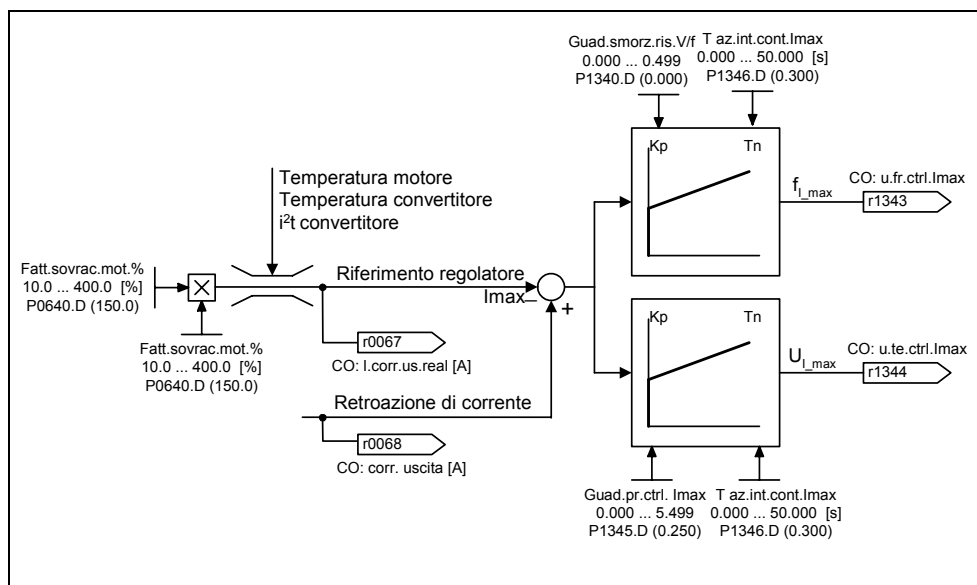 Guad.smorz.ris.V/f
0.000 ... 0.499
P1340.D (0.000)
T az.int.cont.Imax
0.000 ... 50.000 [s]
P1346.D (0.300)
Kp
Tn
f I_max
CO: u.fr.ctrl.Imax
r1343
Temperatura motore
Temperatura convertitore
i²t convertitore
Fatt.sovrac.mot.%
10.0 ... 400.0 [%]
P0640.D (150.0)
Riferimento regolatore
Imax
–
+
Fatt.sovrac.mot.%
10.0 ... 400.0 [%]
P0640.D (150.0)
r0067
CO: I.corr.us.real [A]
Kp
Tn
U I_max
CO: u.te.ctrl.Imax
r1344
Retroazione di corrente
r0068
CO: corr. uscita [A]
Guad.pr.ctrl. Imax
0.000 ... 5.499
P1345.D (0.250)
T az.int.cont.Imax
0.000 ... 50.000 [s]
P1346.D (0.300)